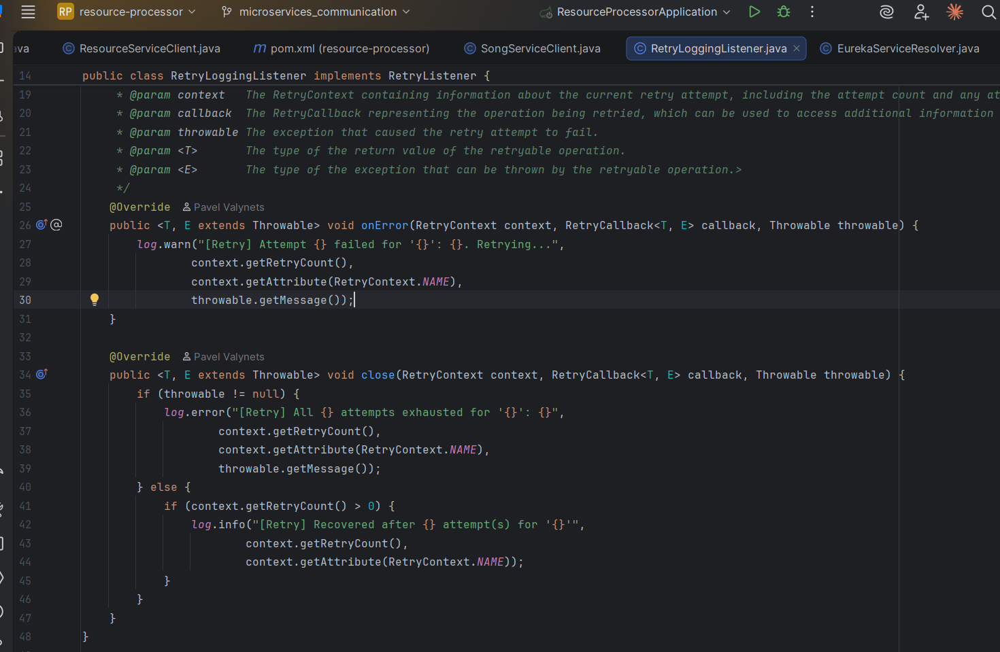 RP resource-processor microservices_communication ResourceProcessorApplication
ava ResourceServiceClient.java m pom.xml (resource-processor) SongServiceClient.java RetryLoggingListener.java EurekaServiceResolver.java
14 public class RetryLoggingListener implements RetryListener {
19 * @param context The RetryContext containing information about the current retry attempt, including the attempt count and any at
20 * @param callback The RetryCallback representing the operation being retried, which can be used to access additional information
21 * @param throwable The exception that caused the retry attempt to fail.
22 * @param <T> The type of the return value of the retryable operation.
23 * @param <E> The type of the exception that can be thrown by the retryable operation.>
24 */
25 @Override Pavel Valynets
26 public <T, E extends Throwable> void onError(RetryContext context, RetryCallback<T, E> callback, Throwable throwable) {
27 log.warn("[Retry] Attempt {} failed for '{}': {}. Retrying...",
28 context.getRetryCount(),
29 context.getAttribute(RetryContext.NAME),
30 throwable.getMessage());
31 }
32
33 @Override Pavel Valynets
34 public <T, E extends Throwable> void close(RetryContext context, RetryCallback<T, E> callback, Throwable throwable) {
35 if (throwable != null) {
36 log.error("[Retry] All {} attempts exhausted for '{}': {}",
37 context.getRetryCount(),
38 context.getAttribute(RetryContext.NAME),
39 throwable.getMessage());
40 } else {
41 if (context.getRetryCount() > 0) {
42 log.info("[Retry] Recovered after {} attempt(s) for '{}'",
43 context.getRetryCount(),
44 context.getAttribute(RetryContext.NAME));
45 }
46 }
47 }
48 }